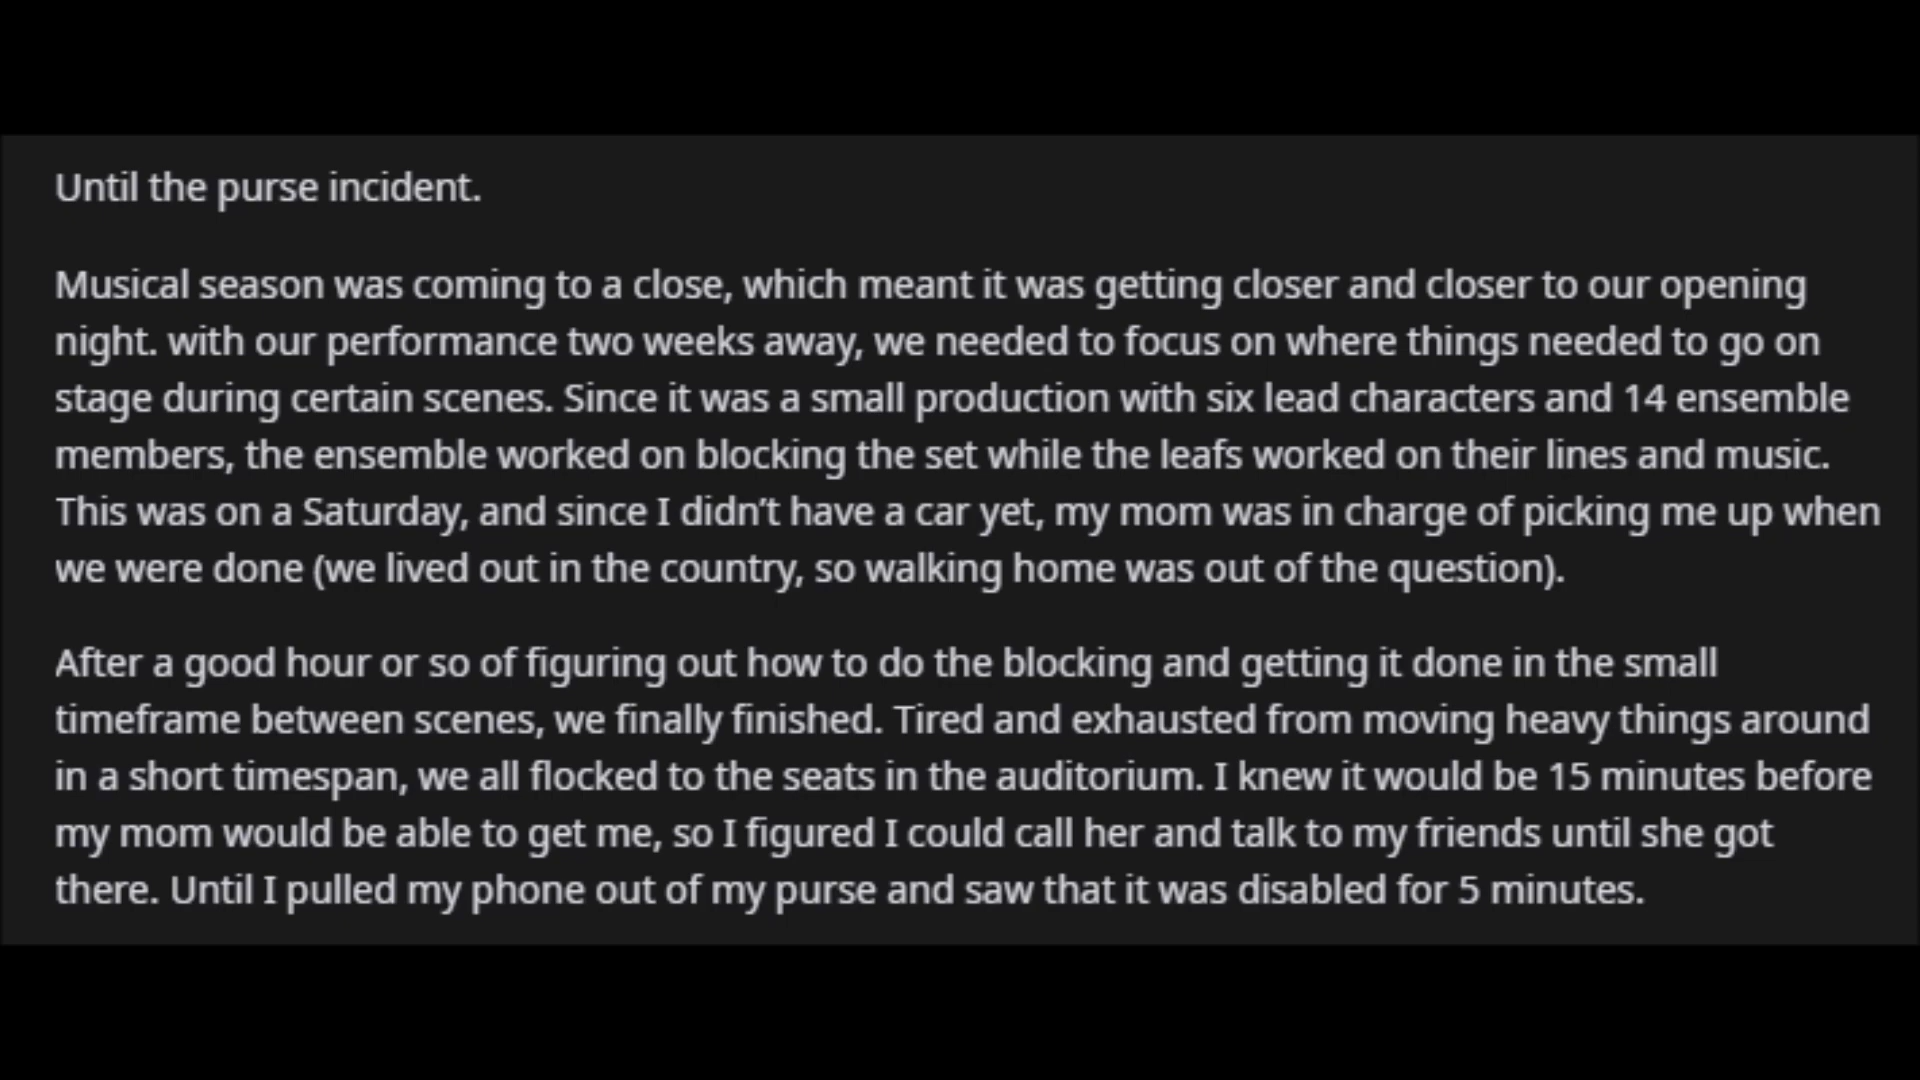 Until the purse incident.
Musical season was coming to a close, which meant it was getting closer and closer to our opening
night. with our performance two weeks away, we needed to focus on where things needed to go on
stage during certain scenes. Since it was a small production with six lead characters and 14 ensemble
members, the ensemble worked on blocking the set while the leafs worked on their lines and music.
This was on a Saturday, and since I didn’t have a car yet, my mom was in charge of picking me up when
we were done (we lived out in the country, so walking home was out of the question).
After a good hour or so of figuring out how to do the blocking and getting it done in the small
timeframe between scenes, we finally finished. Tired and exhausted from moving heavy things around
in a short timespan, we all flocked to the seats in the auditorium. I knew it would be 15 minutes before
my mom would be able to get me, so I figured I could call her and talk to my friends until she got
there. Until I pulled my phone out of my purse and saw that it was disabled for 5 minutes.